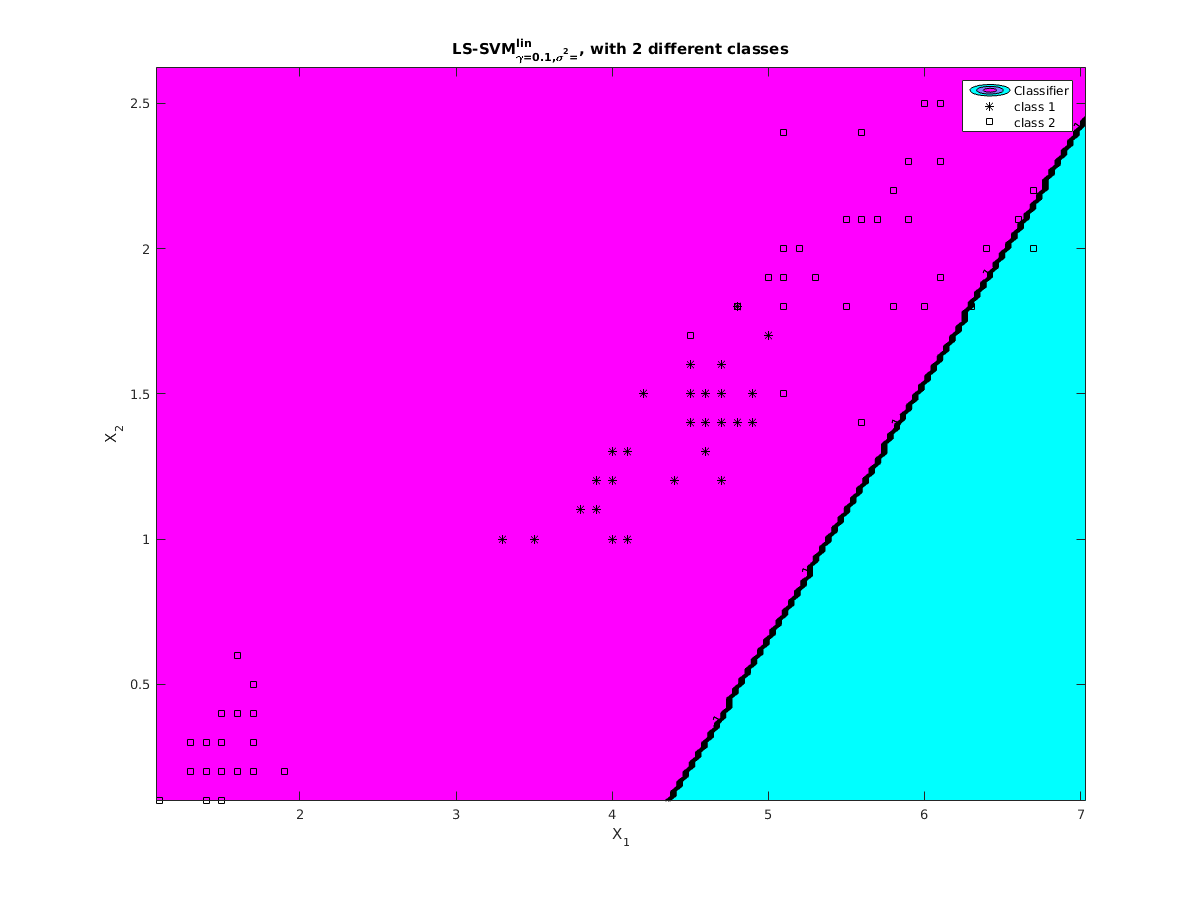 LS-SVM^lin_γ=0.1,σ²=, with 2 different classes
Classifier
class 1
class 2
2.5
2
1.5
1
0.5
X_2
2 3 4 5 6 7
X_1